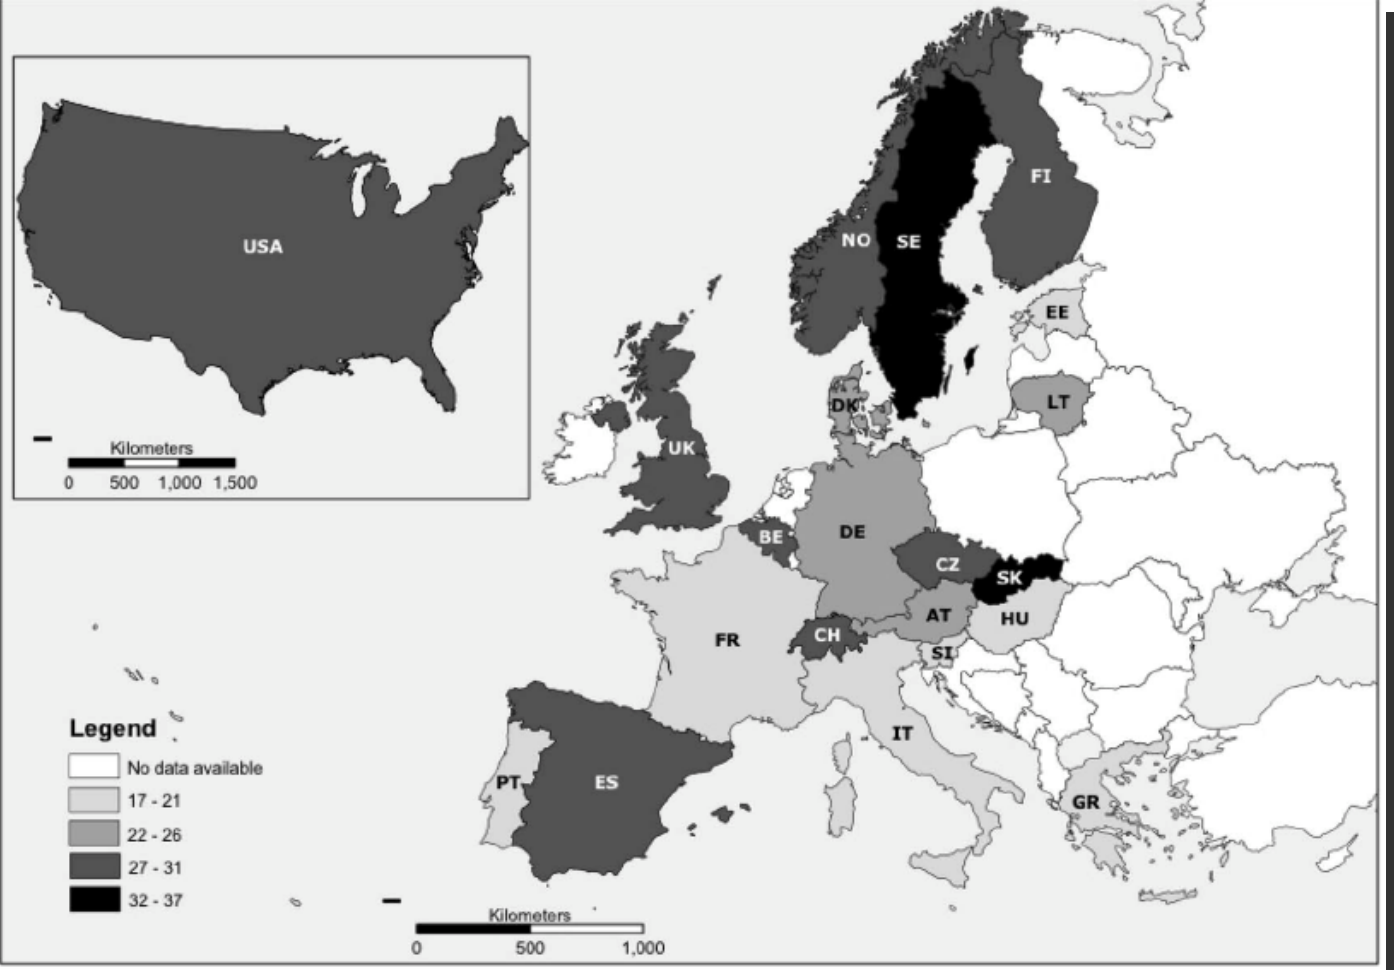 USA
Kilometers
0 500 1,000 1,500
FI
NO SE
EE
DK
LT
UK
BE
DE
CZ
SK
AT
HU
CH
FR
SI
IT
PT
ES
GR
Legend
No data available
17 - 21
22 - 26
27 - 31
32 - 37
Kilometers
0 500 1,000